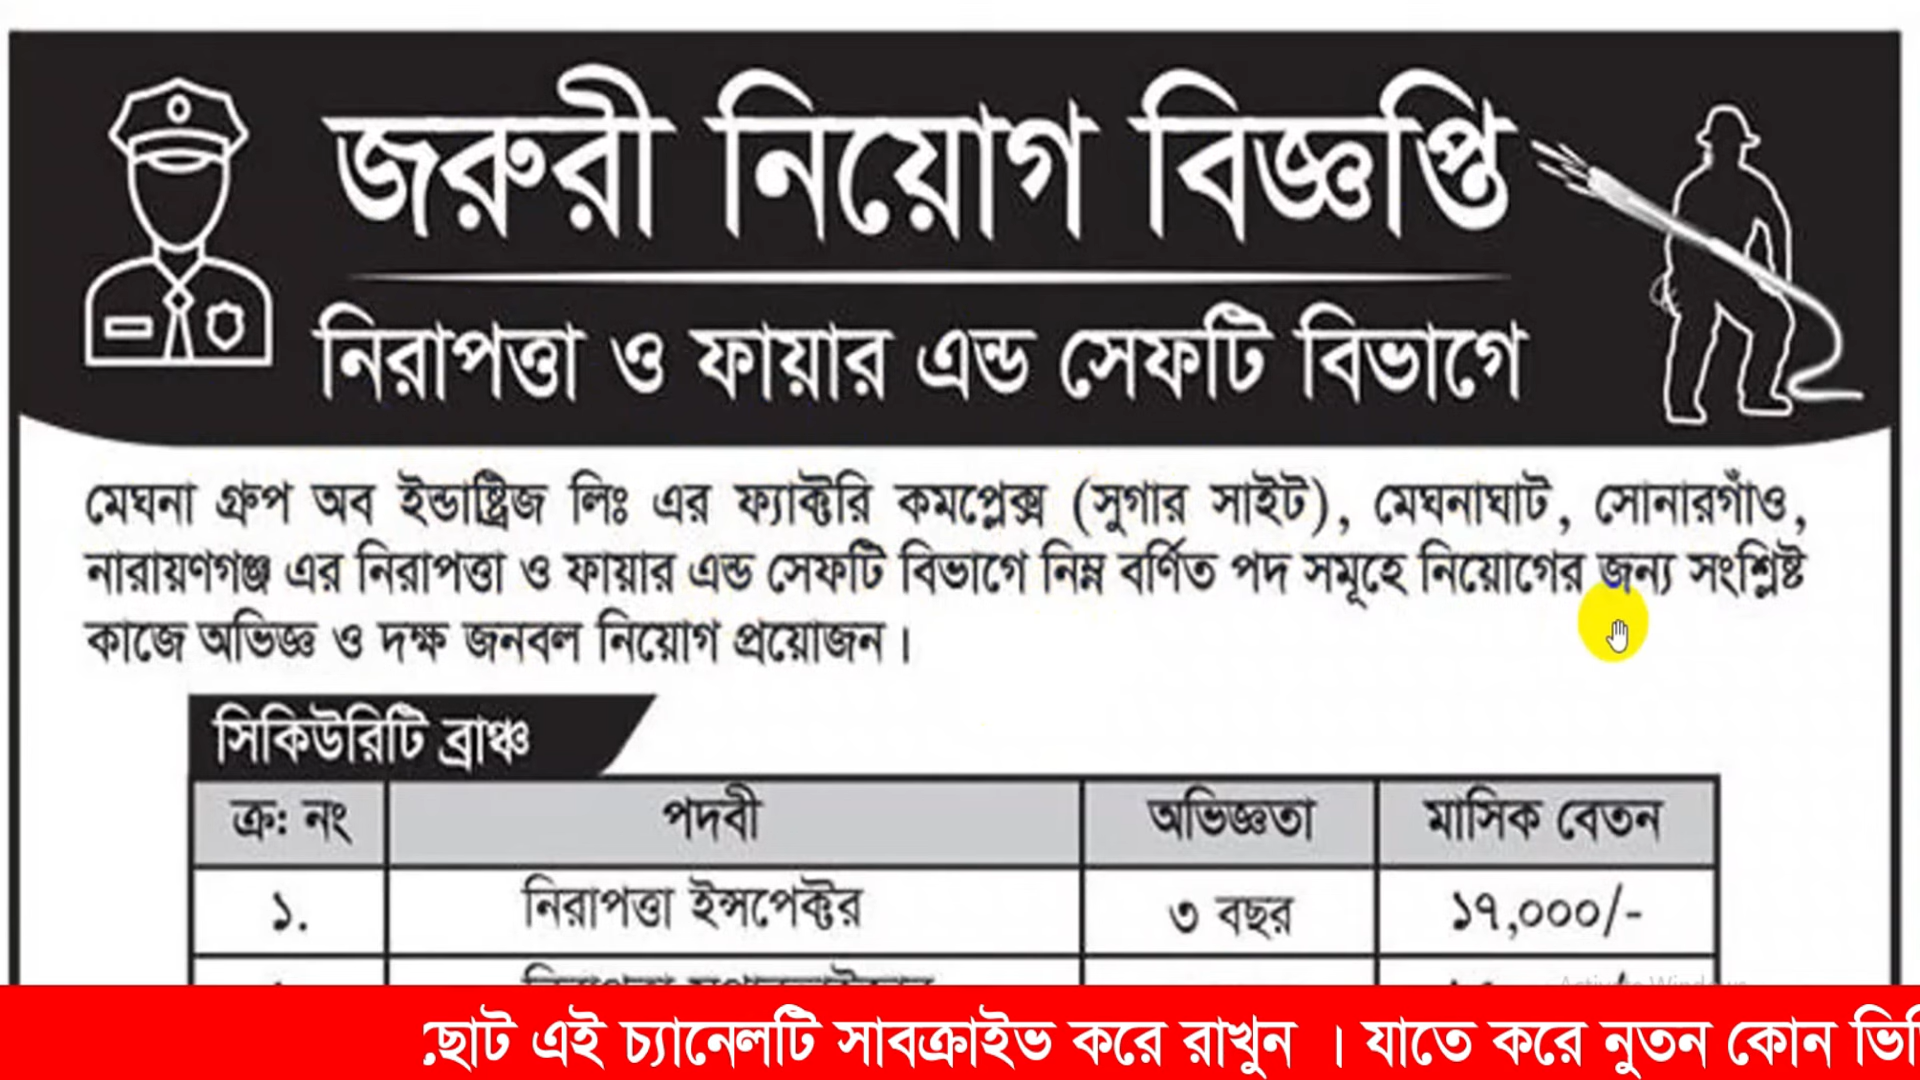 জরুরী নিয়োগ বিজ্ঞপ্তি
নিরাপত্তা ও ফায়ার এন্ড সেফটি বিভাগে
মেঘনা গ্রুপ অব ইন্ডাষ্ট্রিজ লিঃ এর ফ্যাক্টরি কমপ্লেক্স (সুগার সাইট), মেঘনাঘাট, সোনারগাঁও,
নারায়ণগঞ্জ এর নিরাপত্তা ও ফায়ার এন্ড সেফটি বিভাগে নিম্ন বর্ণিত পদ সমূহে নিয়োগের জন্য সংশ্লিষ্ট
কাজে অভিজ্ঞ ও দক্ষ জনবল নিয়োগ প্রয়োজন।
সিকিউরিটি ব্রাঞ্চ
ক্র: নং পদবী অভিজ্ঞতা মাসিক বেতন
১. নিরাপত্তা ইন্সপেক্টর ৩ বছর ১৭,০০০/-
এই চ্যানেলটি সাবক্রাইভ করে রাখুন । যাতে করে নুতন কোন